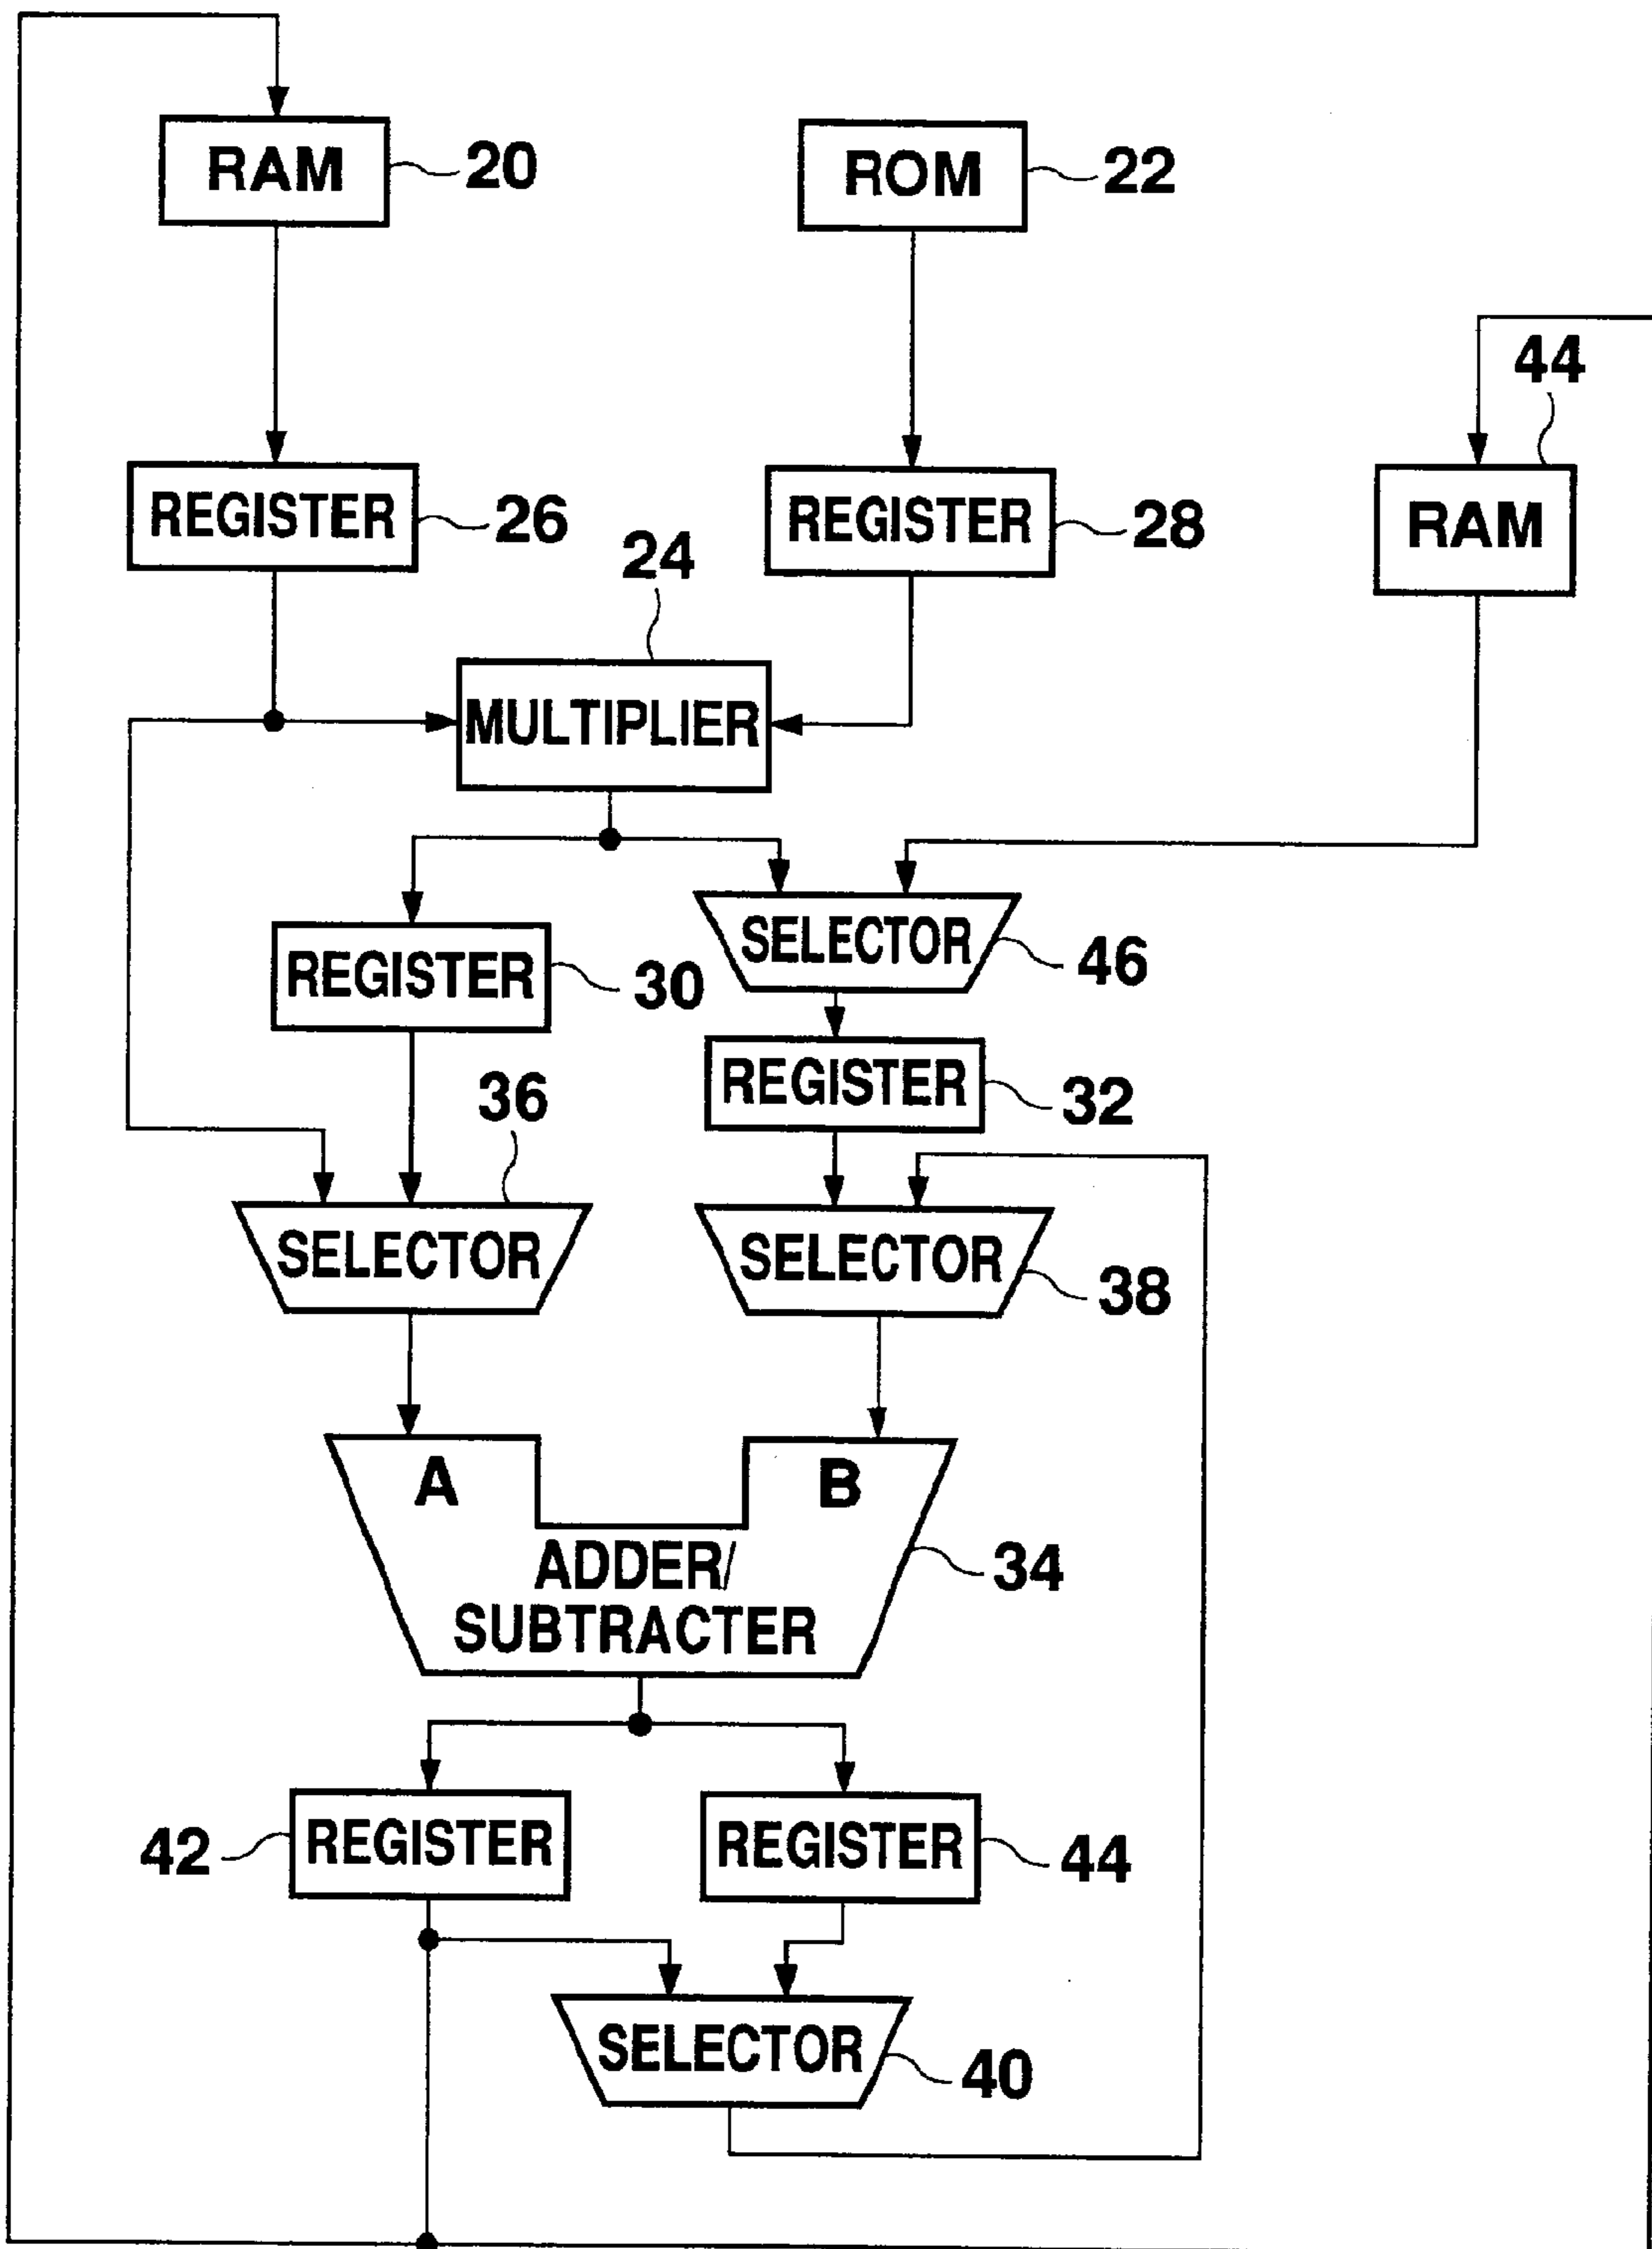 RAM
20
ROM
22
44
REGISTER
26
REGISTER
28
RAM
24
MULTIPLIER
SELECTOR
46
REGISTER
30
REGISTER
32
36
SELECTOR
SELECTOR
38
A
B
ADDER/
SUBTRACTER
34
42
REGISTER
REGISTER
44
SELECTOR
40